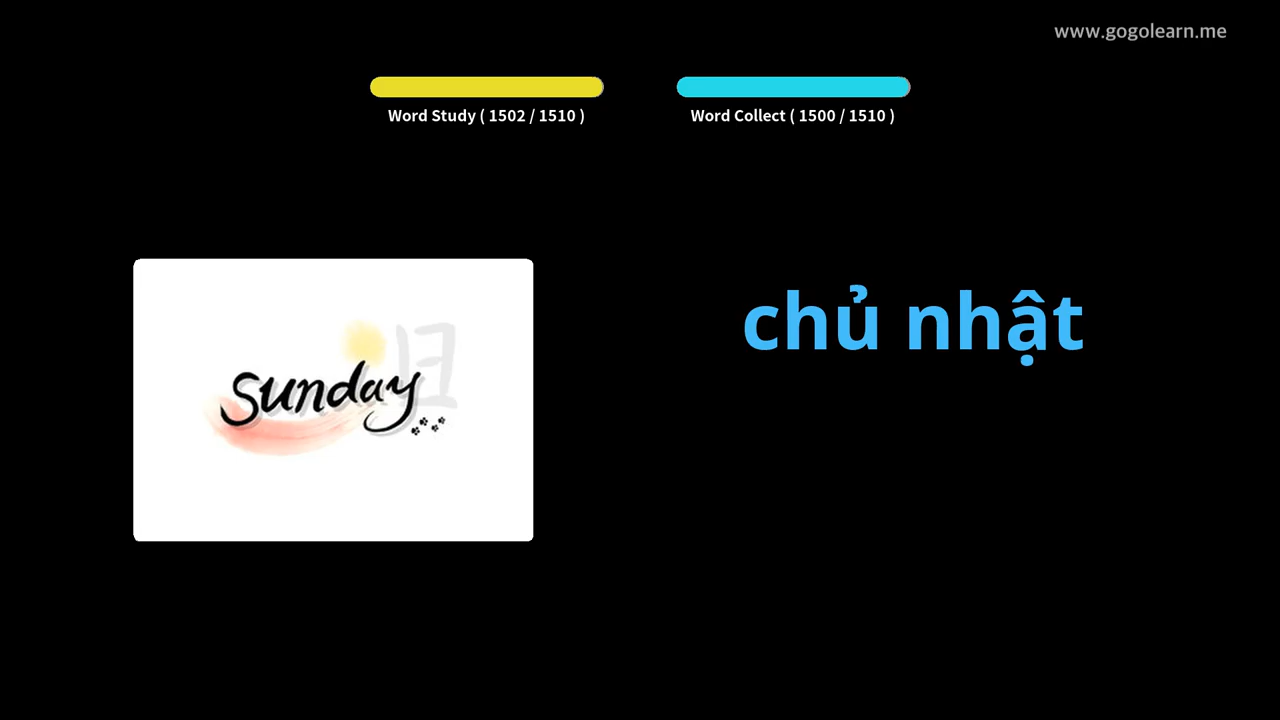 www.gogolearn.me
Word Study ( 1502 / 1510 )
Word Collect ( 1500 / 1510 )
chủ nhật
Sunday